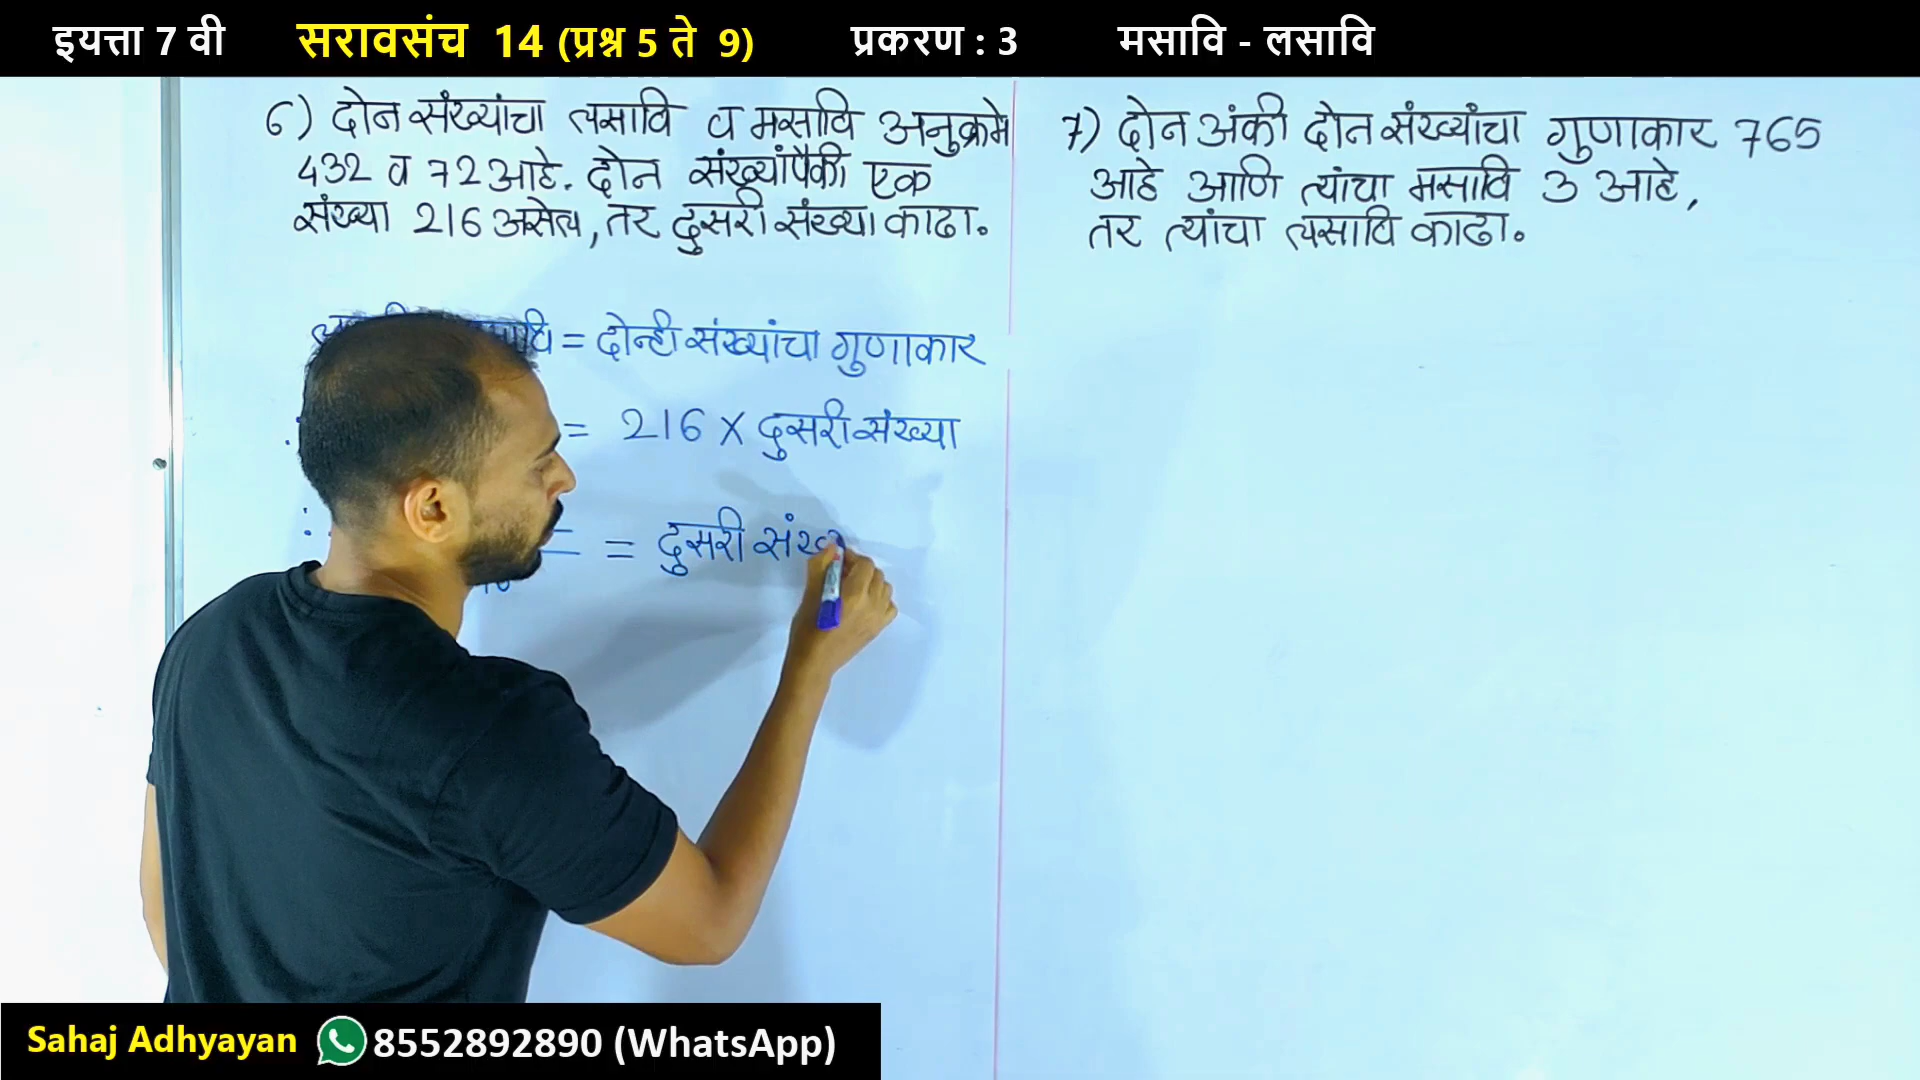 इयत्ता 7 वी सरावसंच 14 (प्रश्न 5 ते 9) प्रकरण : 3 मसावि - लसावि
6) दोन संख्यांचा लसावि व मसावि अनुक्रमे
432 व 72 आहे. दोन संख्यांपैकी एक
संख्या 216 असेल, तर दुसरी संख्या काढा.
= दोन्ही संख्यांचा गुणाकार
= 216 × दुसरी संख्या
= दुसरी
7) दोन अंकी दोन संख्यांचा गुणाकार 765
आहे आणि त्यांचा मसावि 3 आहे,
तर त्यांचा लसावि काढा.
Sahaj Adhyayan 8552892890 (WhatsApp)